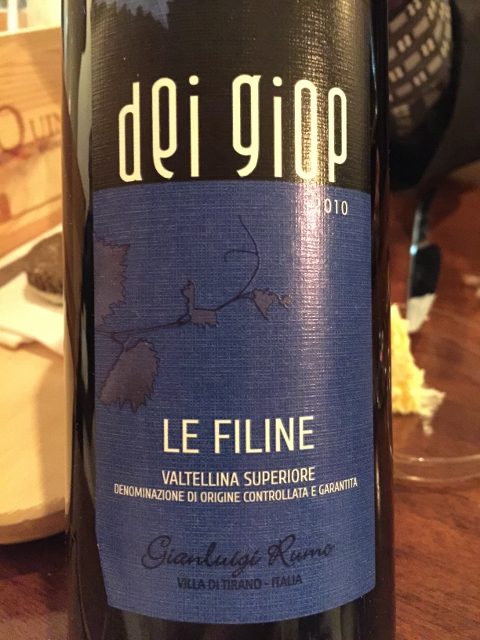 dei giop
2010
LE FILINE
VALTELLINA SUPERIORE
DENOMINAZIONE DI ORIGINE CONTROLLATA E GARANTITA
Gianluigi Rumo
VILLA DI TIRANO - ITALIA